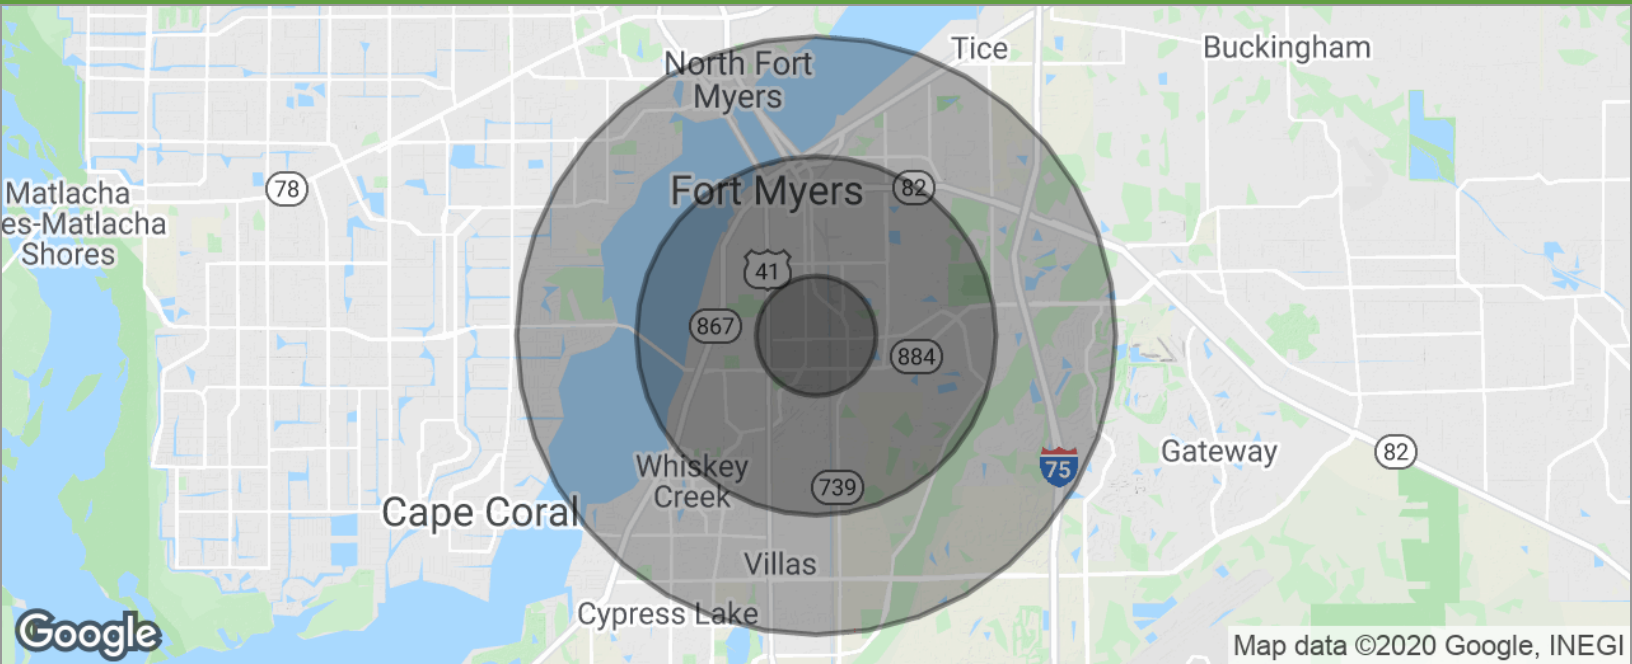 North Fort
Myers
Tice
Buckingham
Matlacha
es-Matlacha
Shores
78
Fort Myers
82
41
867
884
Whiskey
Creek
739
75
Gateway
82
Cape Coral
Villas
Cypress Lake
Google
Map data ©2020 Google, INEGI